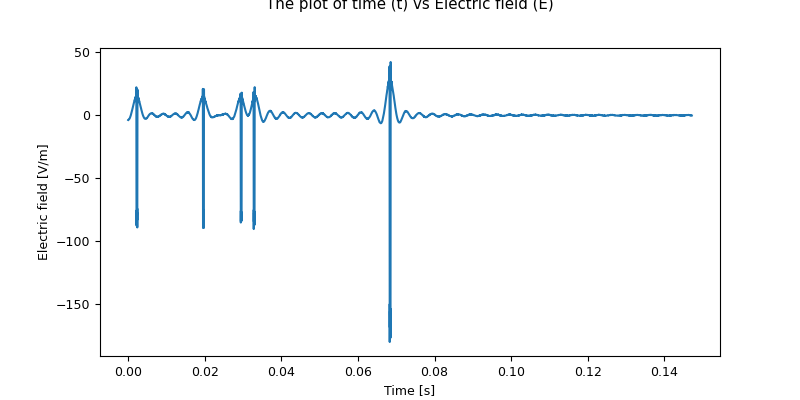 The plot of time (t) vs Electric field (E)
50
0
−50
−100
−150
Electric field [V/m]
0.00 0.02 0.04 0.06 0.08 0.10 0.12 0.14
Time [s]